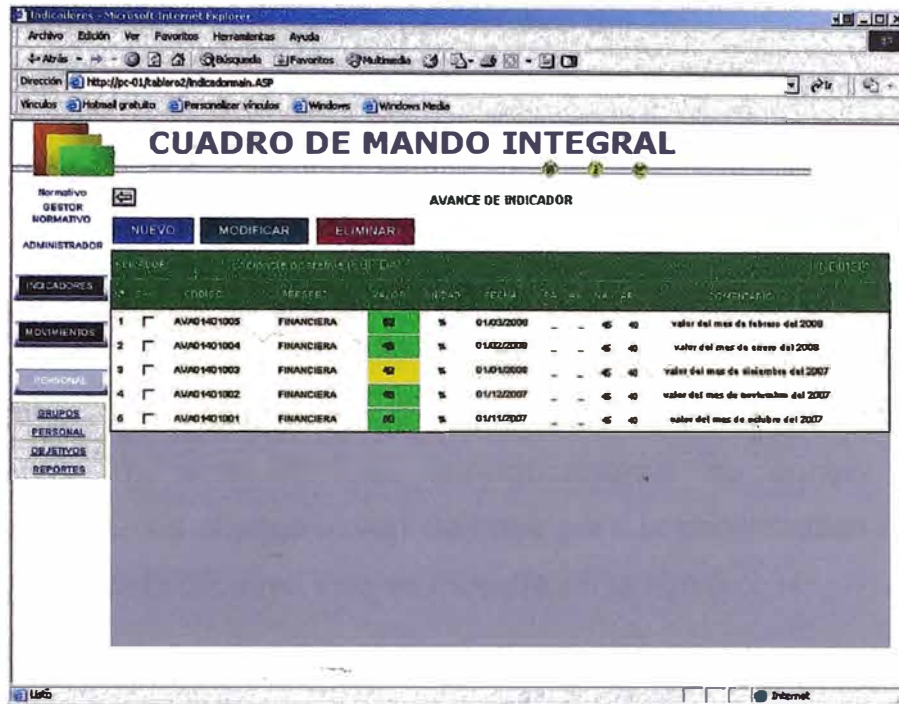 Indicadores - Microsoft Internet Explorer
Archivo Edición Ver Favoritos Herramientas Ayuda
Atrás Búsqueda Favoritos Multimedia
Dirección http://pc-01/tablero2/indicadormain.ASP Ir
Vínculos Hotmail gratuito Personalizar vínculos Windows Windows Media
CUADRO DE MANDO INTEGRAL
Normativo
GESTOR
NORMATIVO
ADMINISTRADOR
AVANCE DE INDICADOR
NUEVO MODIFICAR ELIMINAR
INDICADORES
MOVIMIENTOS
PERSONAL
GRUPOS
PERSONAL
OBJETIVOS
REPORTES
CODIGO VALOR UNIDAD FECHA COMENTARIO
1 AVA01401005 FINANCIERA % 01/03/2008 _ _ 45 40 valor del mes de febrero del 2008
2 AVA01401004 FINANCIERA % 01/02/2008 _ _ 45 40 valor del mes de enero del 2008
3 AVA01401003 FINANCIERA 42 % 01/01/2008 _ _ 45 40 valor del mes de diciembre del 2007
4 AVA01401002 FINANCIERA % 01/12/2007 _ _ 45 40 valor del mes de noviembre del 2007
5 AVA01401001 FINANCIERA % 01/11/2007 _ _ 45 40 valor del mes de octubre del 2007
Listo Internet